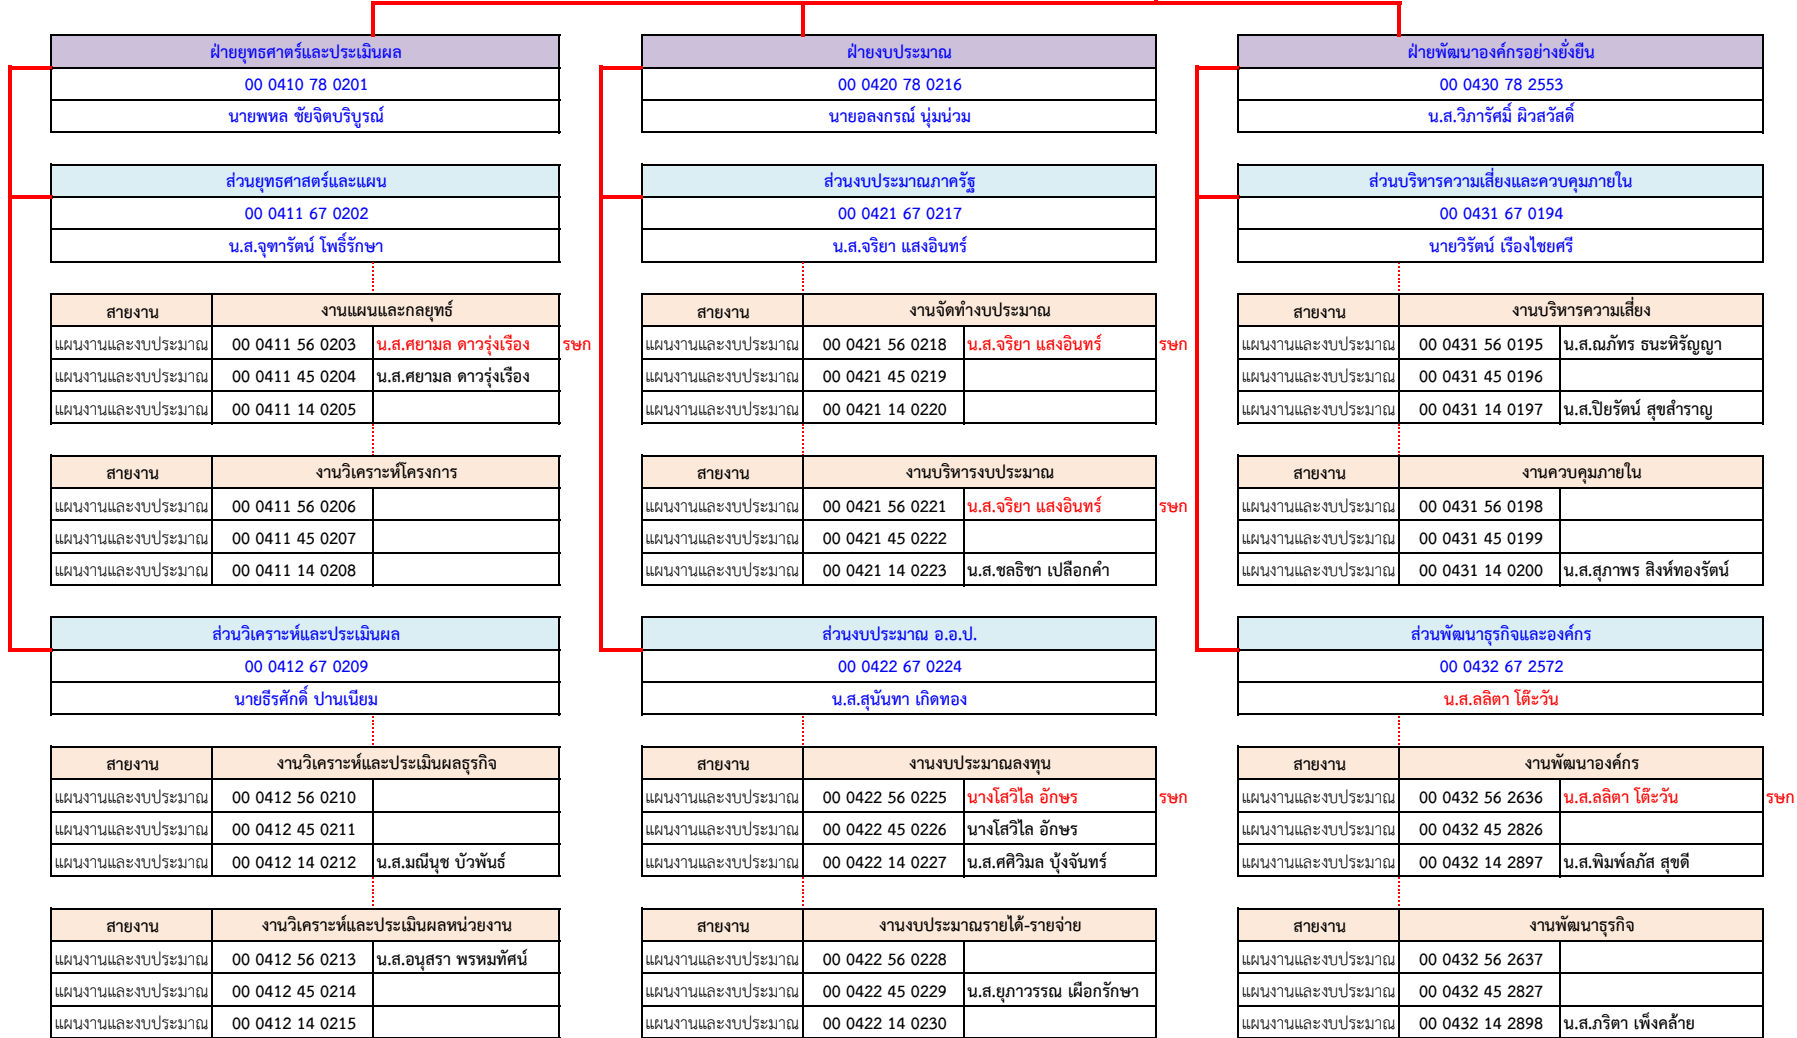 ฝ่ายยุทธศาตร์และประเมินผล
00 0410 78 0201
นายพหล ชัยจิตบริบูรณ์
ส่วนยุทธศาสตร์และแผน
00 0411 67 0202
น.ส.จุฑารัตน์ โพธิ์รักษา
สายงาน งานแผนและกลยุทธ์
แผนงานและงบประมาณ 00 0411 56 0203 น.ส.ศยามล ดาวรุ่งเรือง รษก
แผนงานและงบประมาณ 00 0411 45 0204 น.ส.ศยามล ดาวรุ่งเรือง
แผนงานและงบประมาณ 00 0411 14 0205
สายงาน งานวิเคราะห์โครงการ
แผนงานและงบประมาณ 00 0411 56 0206
แผนงานและงบประมาณ 00 0411 45 0207
แผนงานและงบประมาณ 00 0411 14 0208
ส่วนวิเคราะห์และประเมินผล
00 0412 67 0209
นายธีรศักดิ์ ปานเนียม
สายงาน งานวิเคราะห์และประเมินผลธุรกิจ
แผนงานและงบประมาณ 00 0412 56 0210
แผนงานและงบประมาณ 00 0412 45 0211
แผนงานและงบประมาณ 00 0412 14 0212 น.ส.มณีนุช บัวพันธ์
สายงาน งานวิเคราะห์และประเมินผลหน่วยงาน
แผนงานและงบประมาณ 00 0412 56 0213 น.ส.อนุสรา พรหมทัศน์
แผนงานและงบประมาณ 00 0412 45 0214
แผนงานและงบประมาณ 00 0412 14 0215
ฝ่ายงบประมาณ
00 0420 78 0216
นายอลงกรณ์ นุ่มน่วม
ส่วนงบประมาณภาครัฐ
00 0421 67 0217
น.ส.จริยา แสงอินทร์
สายงาน งานจัดทำงบประมาณ
แผนงานและงบประมาณ 00 0421 56 0218 น.ส.จริยา แสงอินทร์ รษก
แผนงานและงบประมาณ 00 0421 45 0219
แผนงานและงบประมาณ 00 0421 14 0220
สายงาน งานบริหารงบประมาณ
แผนงานและงบประมาณ 00 0421 56 0221 น.ส.จริยา แสงอินทร์ รษก
แผนงานและงบประมาณ 00 0421 45 0222
แผนงานและงบประมาณ 00 0421 14 0223 น.ส.ชลธิชา เปลือกคำ
ส่วนงบประมาณ อ.อ.ป.
00 0422 67 0224
น.ส.สุนันทา เกิดทอง
สายงาน งานงบประมาณลงทุน
แผนงานและงบประมาณ 00 0422 56 0225 นางโสวิไล อักษร รษก
แผนงานและงบประมาณ 00 0422 45 0226 นางโสวิไล อักษร
แผนงานและงบประมาณ 00 0422 14 0227 น.ส.ศศิวิมล บุ้งจันทร์
สายงาน งานงบประมาณรายได้-รายจ่าย
แผนงานและงบประมาณ 00 0422 56 0228
แผนงานและงบประมาณ 00 0422 45 0229 น.ส.ยุภาวรรณ เผือกรักษา
แผนงานและงบประมาณ 00 0422 14 0230
ฝ่ายพัฒนาองค์กรอย่างยั่งยืน
00 0430 78 2553
น.ส.วิภารัศมิ์ ผิวสวัสดิ์
ส่วนบริหารความเสี่ยงและควบคุมภายใน
00 0431 67 0194
นายวิรัตน์ เรืองไชยศรี
สายงาน งานบริหารความเสี่ยง
แผนงานและงบประมาณ 00 0431 56 0195 น.ส.ณภัทร ธนะหิรัญญา
แผนงานและงบประมาณ 00 0431 45 0196
แผนงานและงบประมาณ 00 0431 14 0197 น.ส.ปิยรัตน์ สุขสำราญ
สายงาน งานควบคุมภายใน
แผนงานและงบประมาณ 00 0431 56 0198
แผนงานและงบประมาณ 00 0431 45 0199
แผนงานและงบประมาณ 00 0431 14 0200 น.ส.สุภาพร สิงห์ทองรัตน์
ส่วนพัฒนาธุรกิจและองค์กร
00 0432 67 2572
น.ส.ลลิตา โต๊ะวัน
สายงาน งานพัฒนาองค์กร
แผนงานและงบประมาณ 00 0432 56 2636 น.ส.ลลิตา โต๊ะวัน รษก
แผนงานและงบประมาณ 00 0432 45 2826
แผนงานและงบประมาณ 00 0432 14 2897 น.ส.พิมพ์ลภัส สุขดี
สายงาน งานพัฒนาธุรกิจ
แผนงานและงบประมาณ 00 0432 56 2637
แผนงานและงบประมาณ 00 0432 45 2827
แผนงานและงบประมาณ 00 0432 14 2898 น.ส.ภริตา เพ็งคล้าย